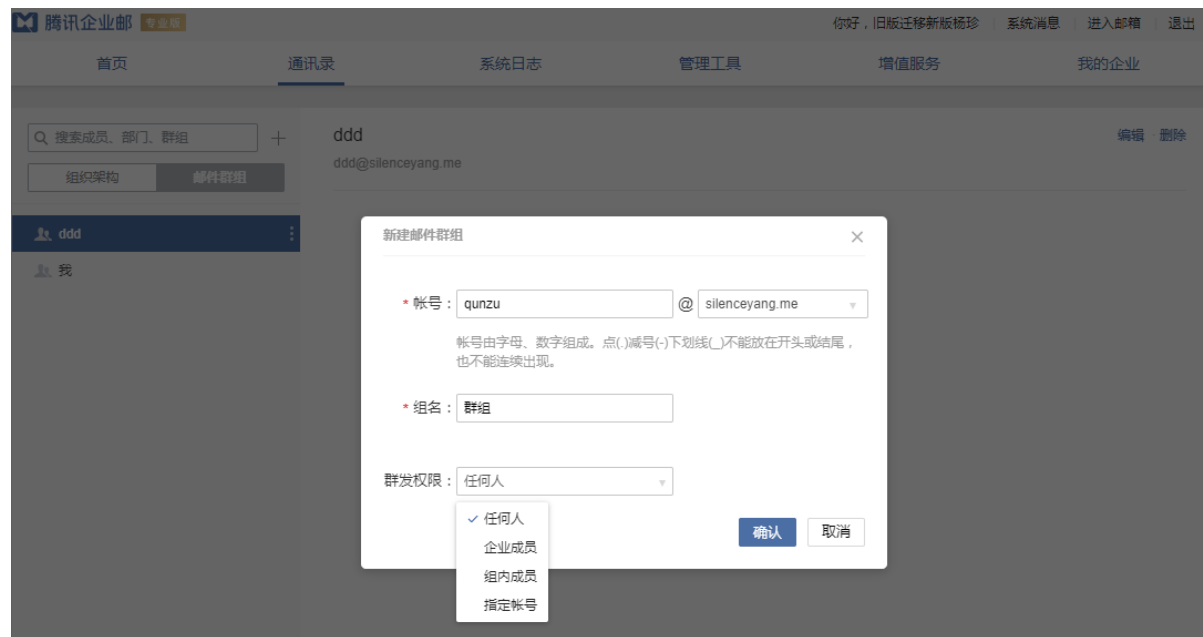 腾讯企业邮 专业版
你好，旧版迁移新版杨珍 系统消息 进入邮箱 退出
首页 通讯录 系统日志 管理工具 增值服务 我的企业
搜索成员、部门、群组
ddd
编辑 删除
ddd@silenceyang.me
组织架构 邮件群组
ddd
我
新建邮件群组
* 帐号： qunzu @ silenceyang.me
帐号由字母、数字组成。点(.)减号(-)下划线(_)不能放在开头或结尾，
也不能连续出现。
* 组名： 群组
群发权限： 任何人
任何人
企业成员
组内成员
指定帐号
确认 取消